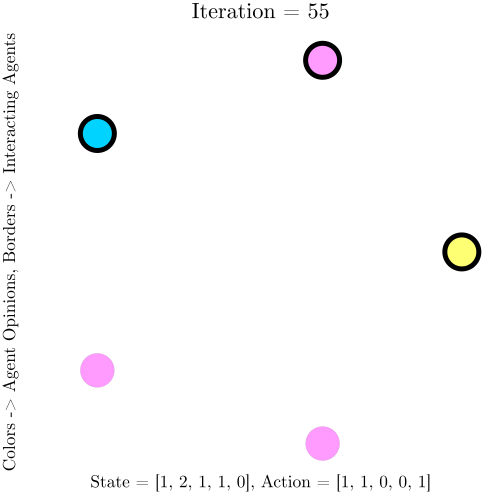 Iteration = 55
Colors -> Agent Opinions, Borders -> Interacting Agents
State = [1, 2, 1, 1, 0], Action = [1, 1, 0, 0, 1]